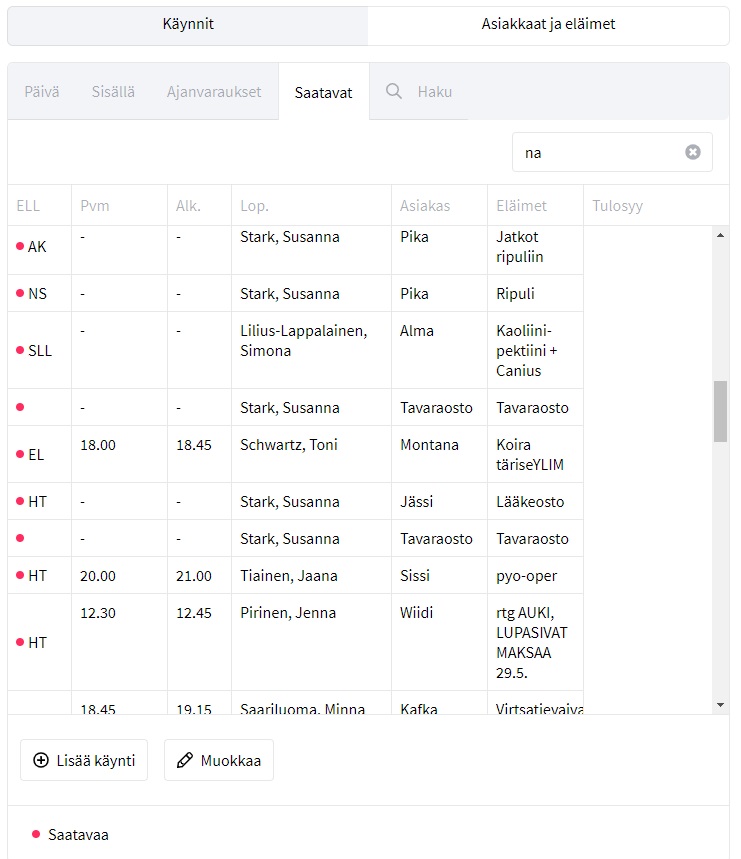 Käynnit Asiakkaat ja eläimet
Päivä Sisällä Ajanvaraukset Saatavat Haku
na
ELL Pvm Alk. Lop. Asiakas Eläimet Tulosyy
AK - - Stark, Susanna Pika Jatkot
ripuliin
NS - - Stark, Susanna Pika Ripuli
SLL - - Lilius-Lappalainen, Alma Kaoliini-
Simona pektiini +
Canius
- - Stark, Susanna Tavaraosto Tavaraosto
EL 18.00 18.45 Schwartz, Toni Montana Koira
täriseYLIM
HT - - Stark, Susanna Jässi Lääkeosto
- - Stark, Susanna Tavaraosto Tavaraosto
HT 20.00 21.00 Tiainen, Jaana Sissi pyo-oper
HT 12.30 12.45 Pirinen, Jenna Wiidi rtg AUKI,
LUPASIVAT
MAKSAA
29.5.
18.45 19.15 Saariluoma, Minna Kafka Virtsatievaiva
Lisää käynti Muokkaa
Saatavaa